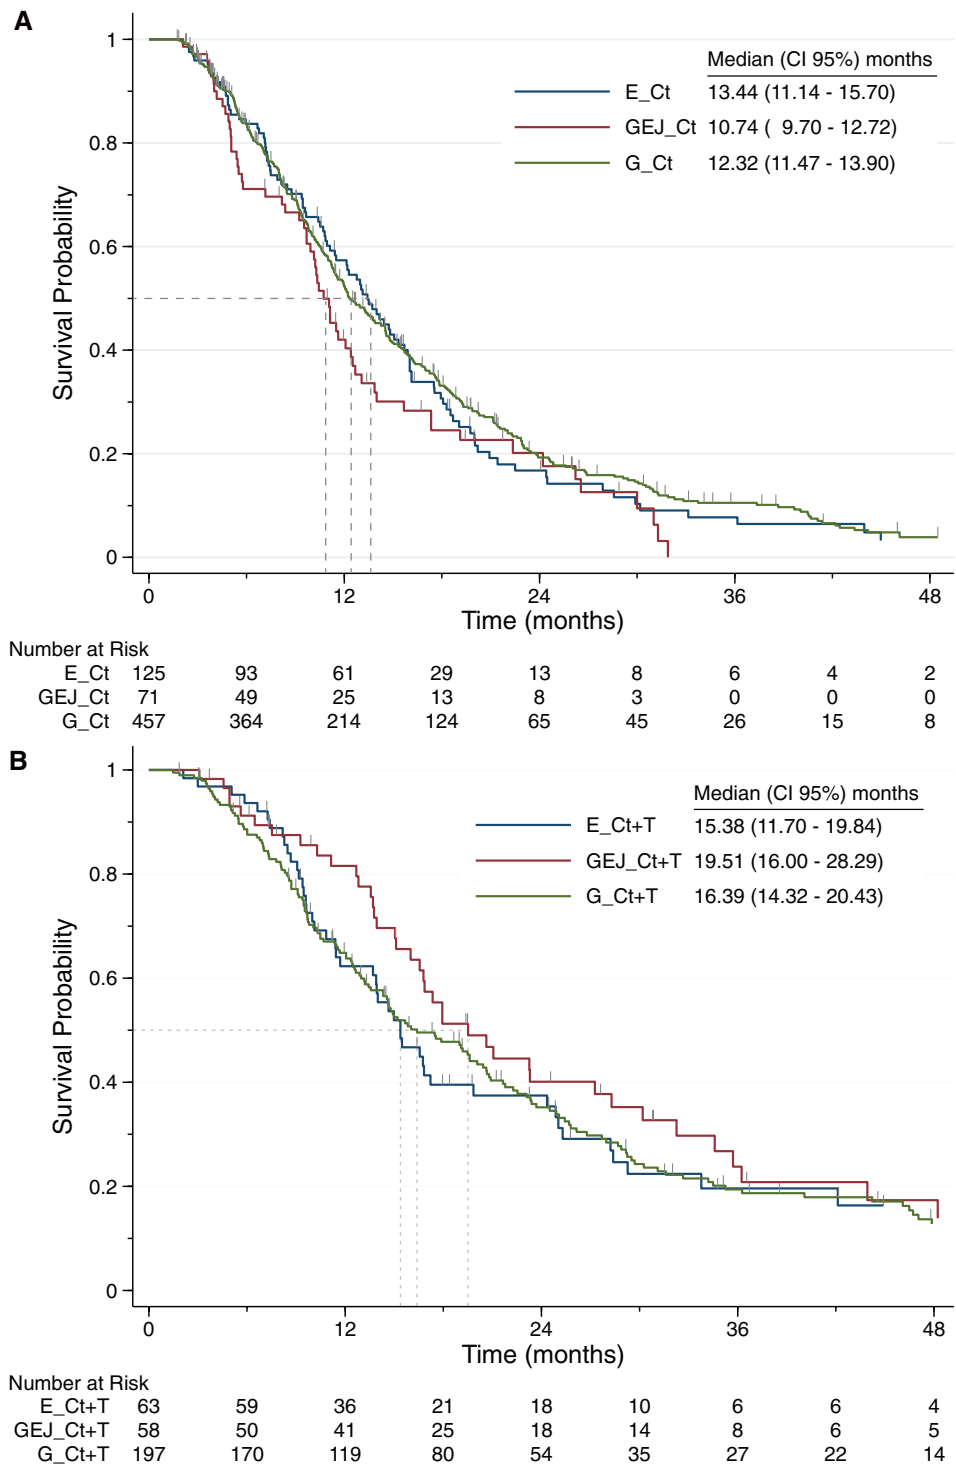 A
Median (CI 95%) months
E_Ct 13.44 (11.14 - 15.70)
GEJ_Ct 10.74 ( 9.70 - 12.72)
G_Ct 12.32 (11.47 - 13.90)
Survival Probability
1
0.8
0.6
0.4
0.2
0
0 12 24 36 48
Time (months)
Number at Risk
E_Ct 125 93 61 29 13 8 6 4 2
GEJ_Ct 71 49 25 13 8 3 0 0 0
G_Ct 457 364 214 124 65 45 26 15 8
B
Median (CI 95%) months
E_Ct+T 15.38 (11.70 - 19.84)
GEJ_Ct+T 19.51 (16.00 - 28.29)
G_Ct+T 16.39 (14.32 - 20.43)
Survival Probability
1
0.8
0.6
0.4
0.2
0
0 12 24 36 48
Time (months)
Number at Risk
E_Ct+T 63 59 36 21 18 10 6 6 4
GEJ_Ct+T 58 50 41 25 18 14 8 6 5
G_Ct+T 197 170 119 80 54 35 27 22 14